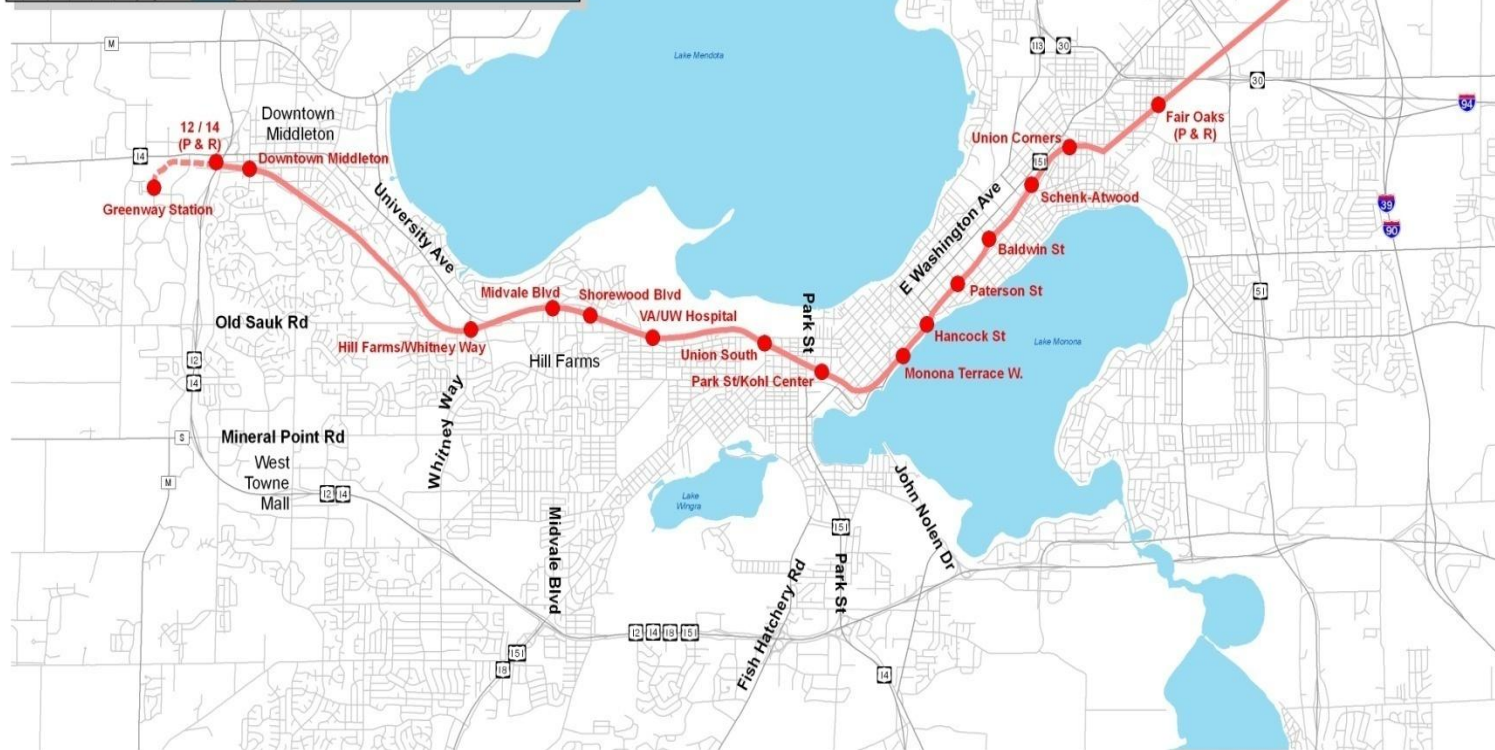 Lake Mendota
M
113
30
30
94
12 / 14
(P & R)
Downtown
Middleton
14
Downtown Middleton
Greenway Station
Union Corners
151
Fair Oaks
(P & R)
Schenk-Atwood
University Ave
E Washington Ave
39
90
Baldwin St
Paterson St
51
Midvale Blvd
Shorewood Blvd
VA/UW Hospital
Park St
Hancock St
Lake Monona
Old Sauk Rd
Hill Farms/Whitney Way
Hill Farms
Union South
Monona Terrace W.
Park St/Kohl Center
12
14
Whitney Way
S
Mineral Point Rd
West
Towne
Mall
M
12
14
Lake
Wingra
John Nolen Dr
Midvale Blvd
151
Park St
Fish Hatchery Rd
12
14
18
151
151
18
14